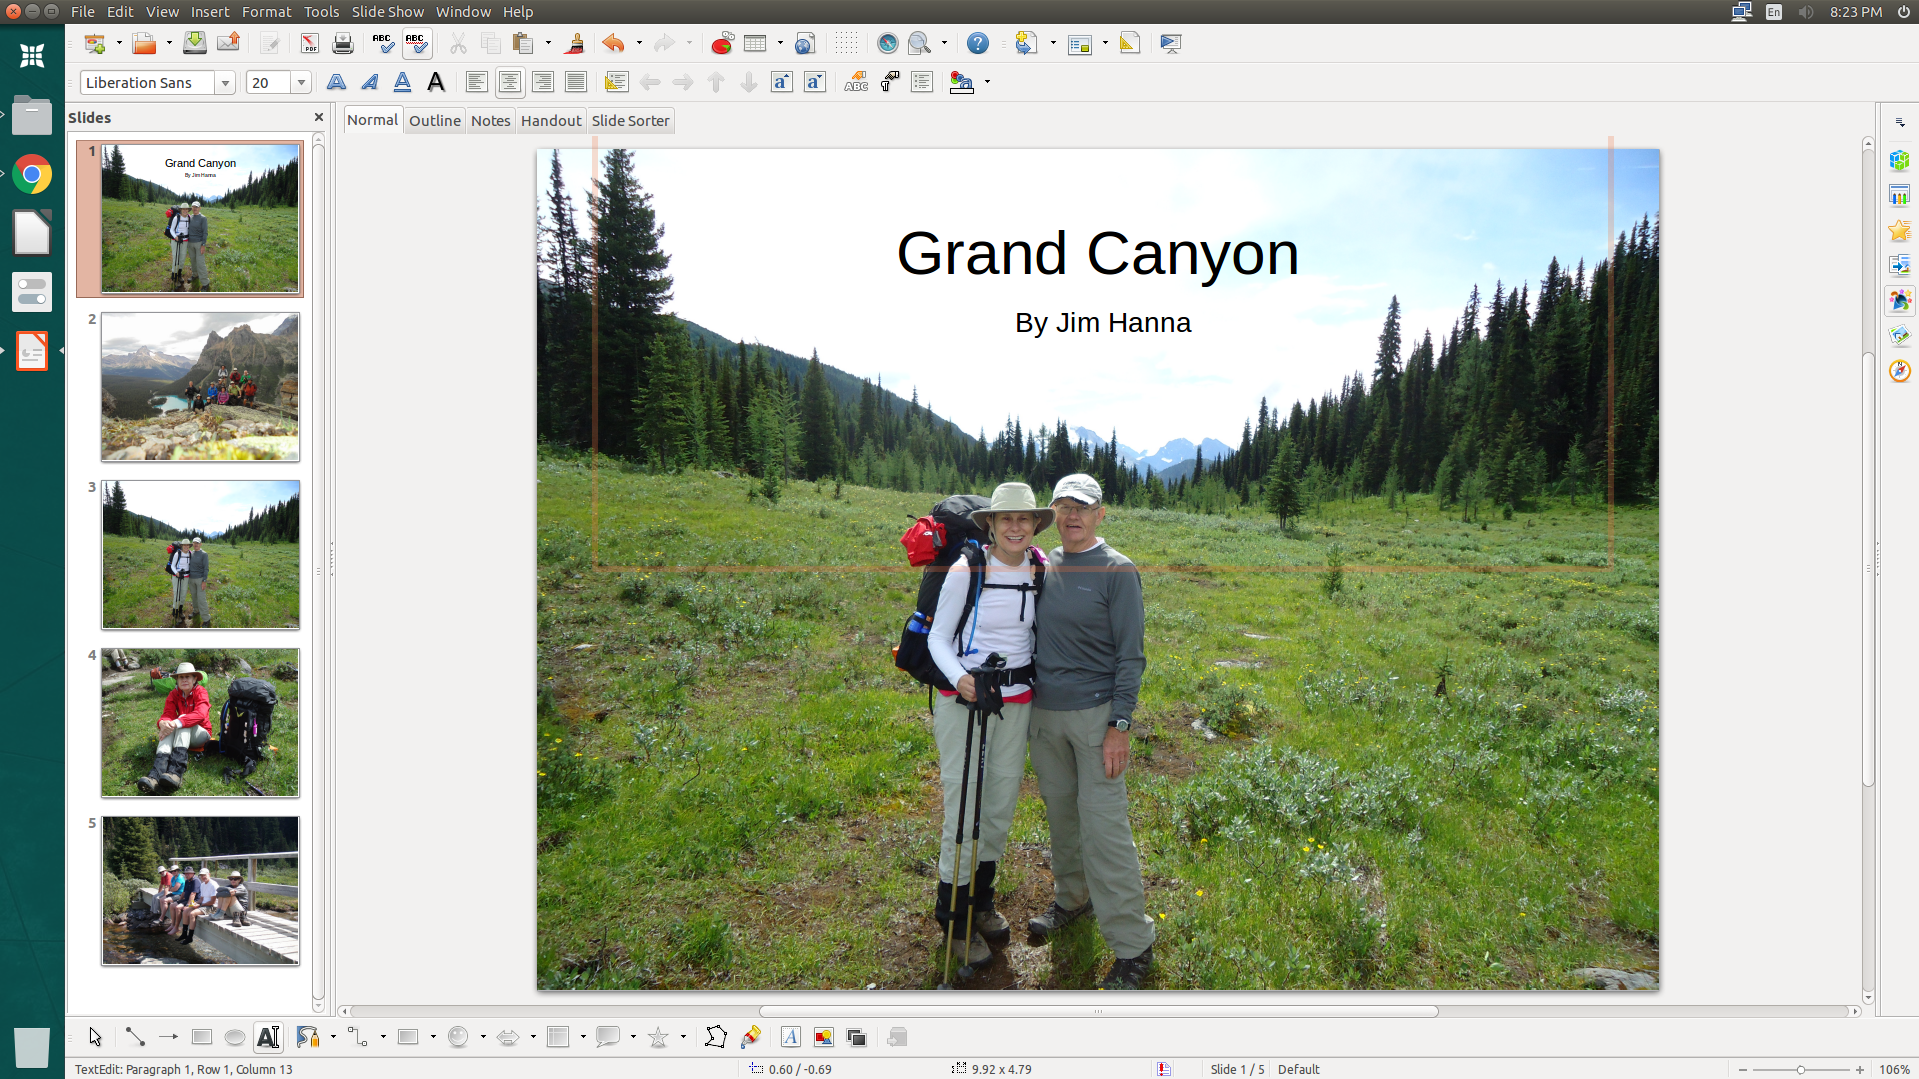 File Edit View Insert Format Tools Slide Show Window Help
En 8:23 PM
Liberation Sans 20
Slides
Normal Outline Notes Handout Slide Sorter
1
Grand Canyon
By Jim Hanna
2
3
4
5
Grand Canyon
By Jim Hanna
TextEdit: Paragraph 1, Row 1, Column 13 0.60 / -0.69 9.92 x 4.79 Slide 1 / 5 Default 106%